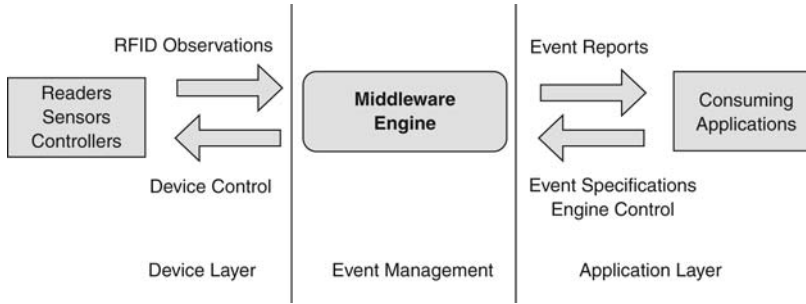 RFID Observations
Readers
Sensors
Controllers
Device Control
Device Layer
Middleware
Engine
Event Management
Event Reports
Consuming
Applications
Event Specifications
Engine Control
Application Layer